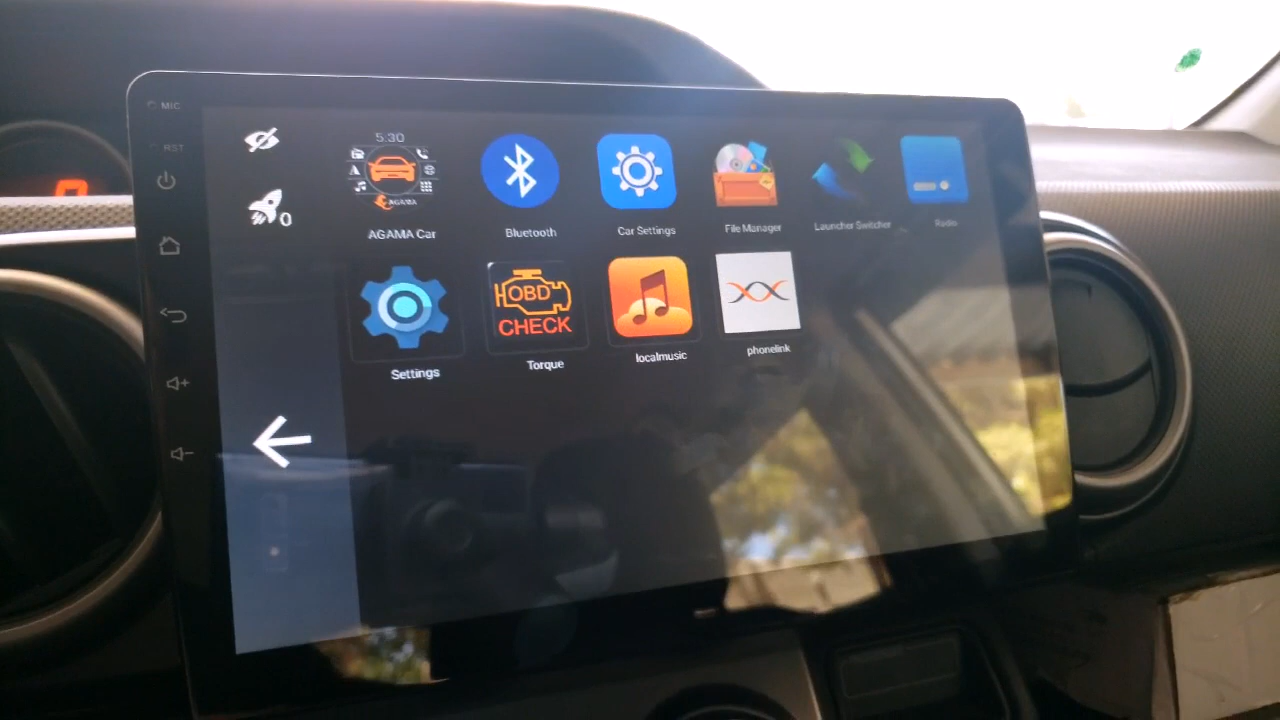 MIC
RST
0
5:30
AGAMA
AGAMA Car
Bluetooth
Car Settings
File Manager
Launcher Switcher
Radio
OBD
CHECK
Settings
Torque
localmusic
phonelink